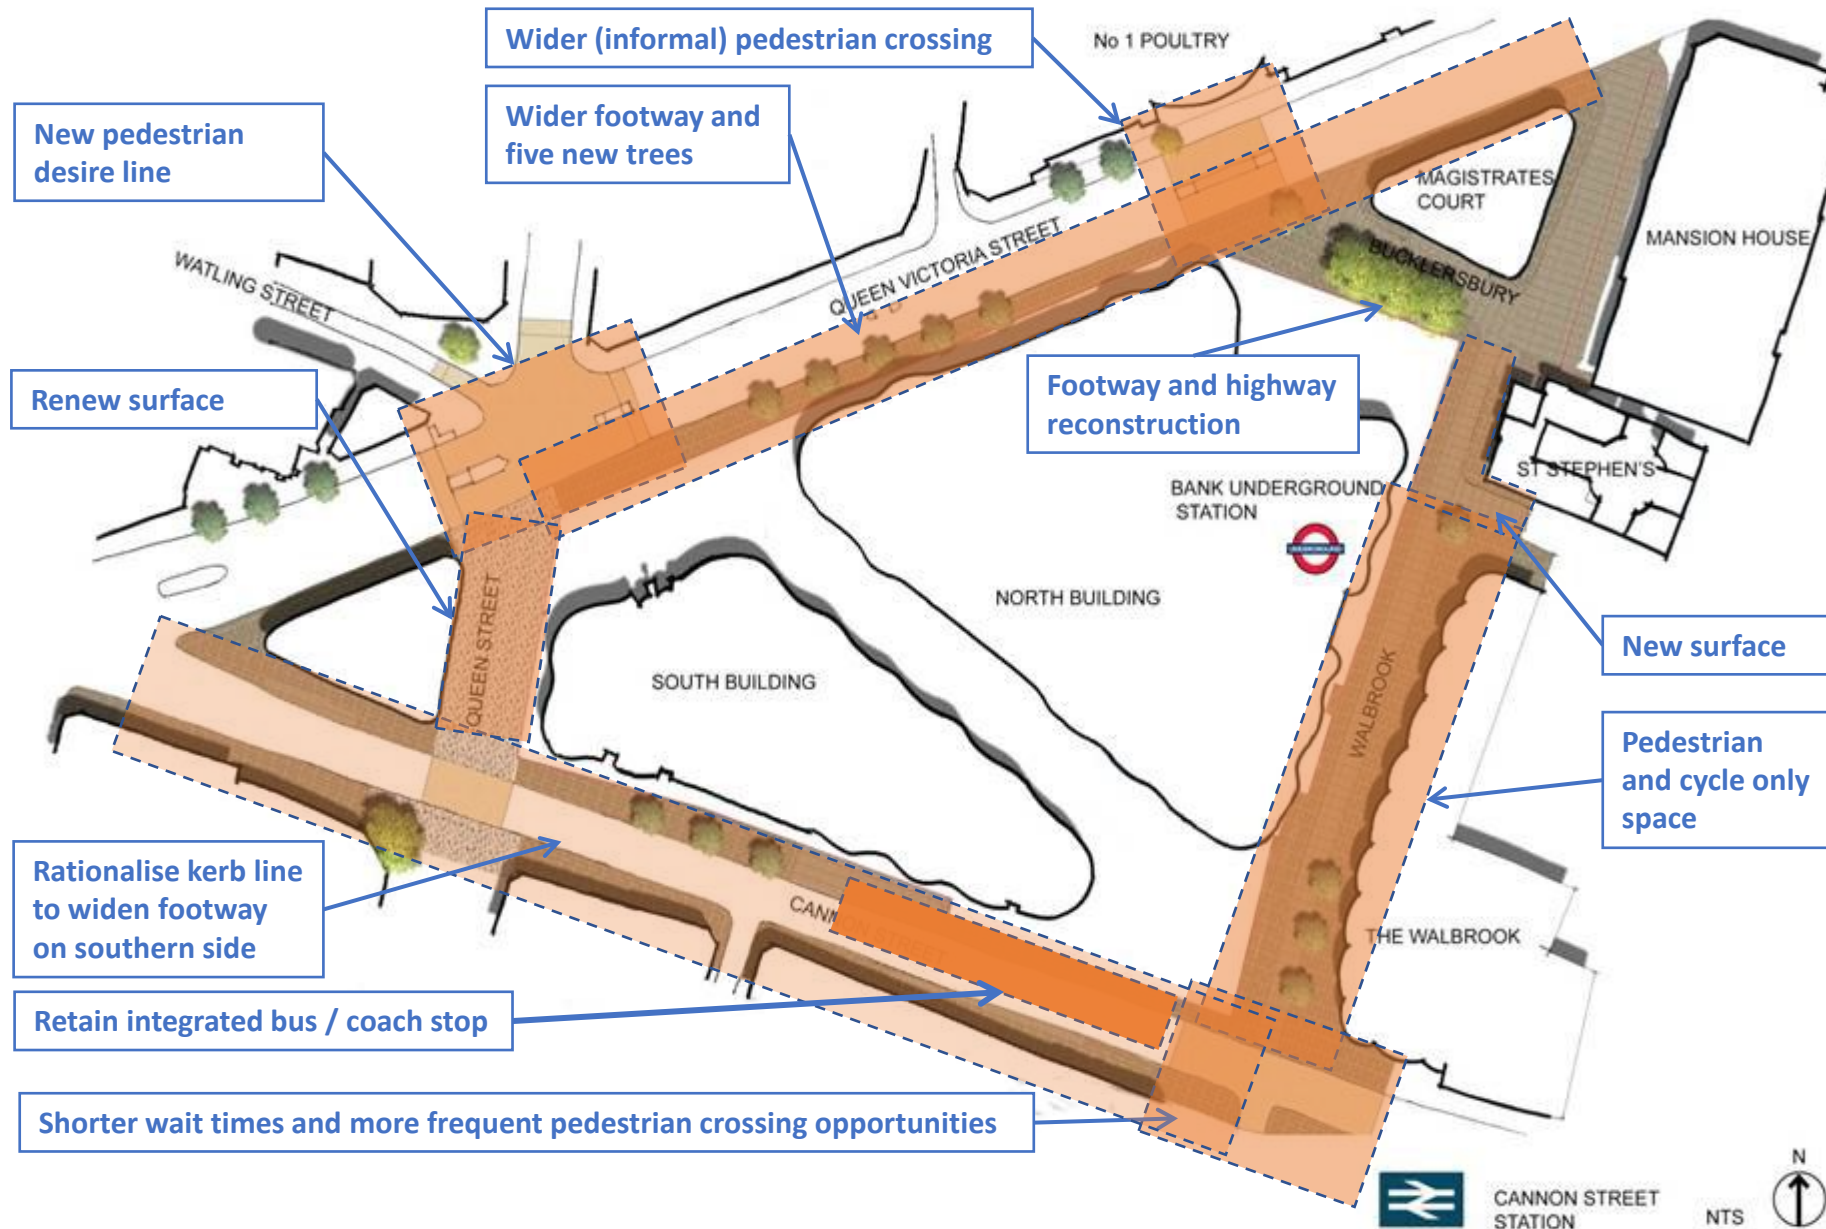 Wider (informal) pedestrian crossing
No 1 POULTRY
New pedestrian
desire line
Wider footway and
five new trees
MAGISTRATES
COURT
MANSION HOUSE
WATLING STREET
QUEEN VICTORIA STREET
BUCKLERSBURY
Renew surface
Footway and highway
reconstruction
ST STEPHEN'S
BANK UNDERGROUND
STATION
UNDERGROUND
NORTH BUILDING
QUEEN STREET
SOUTH BUILDING
WALBROOK
New surface
Pedestrian
and cycle only
space
Rationalise kerb line
to widen footway
on southern side
CANNON STREET
THE WALBROOK
Retain integrated bus / coach stop
Shorter wait times and more frequent pedestrian crossing opportunities
CANNON STREET
STATION
NTS
N